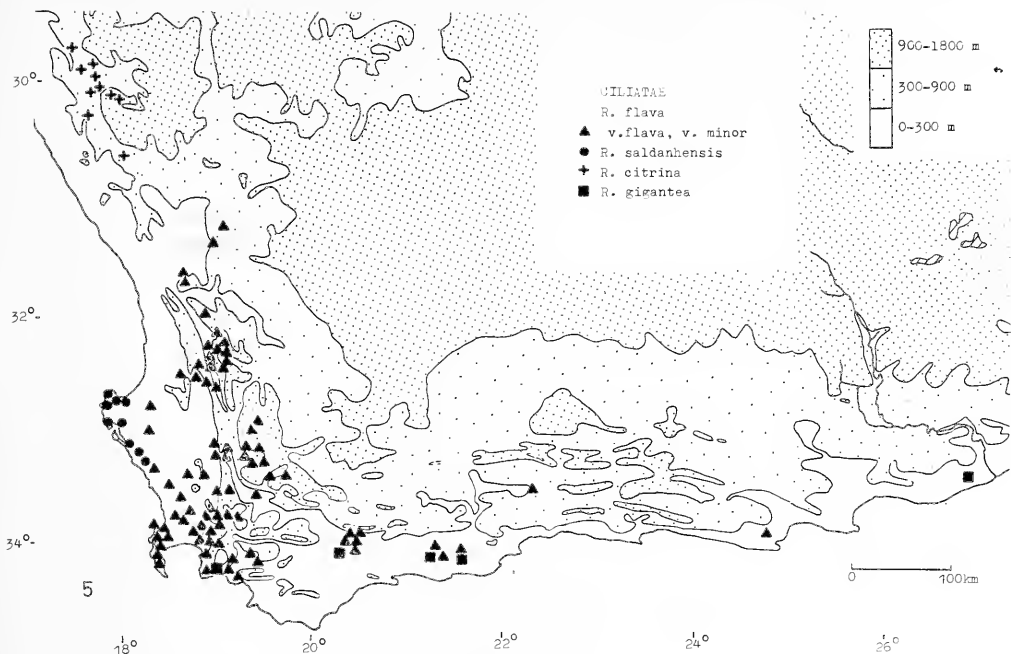 900-1800 m
300-900 m
0-300 m
CILIATAE
R. flava
v.flava, v. minor
R. saldanhensis
R. citrina
R. gigantea
30°
32°
34°
5
0 100km
18° 20° 22° 24° 26°